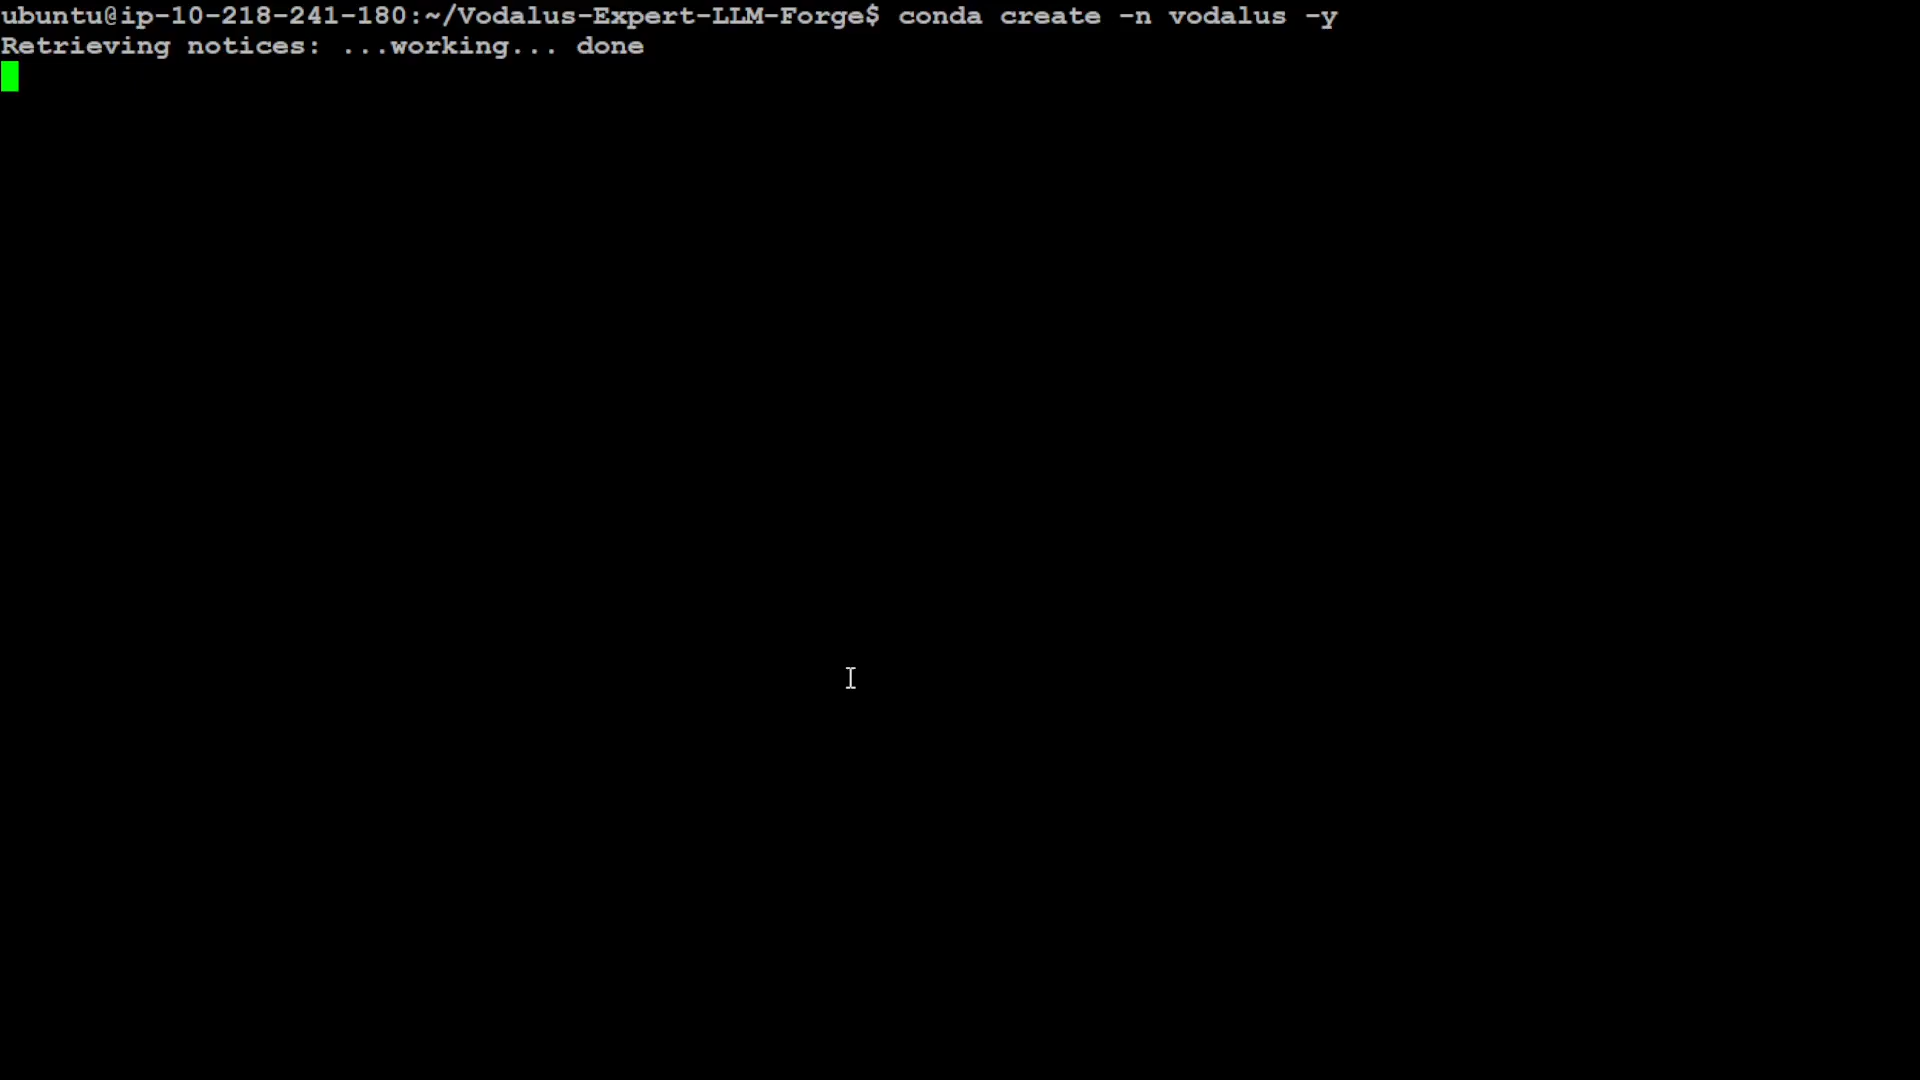 ubuntu@ip-10-218-241-180:~/Vodalus-Expert-LLM-Forge$ conda create -n vodalus -y
Retrieving notices: ...working... done